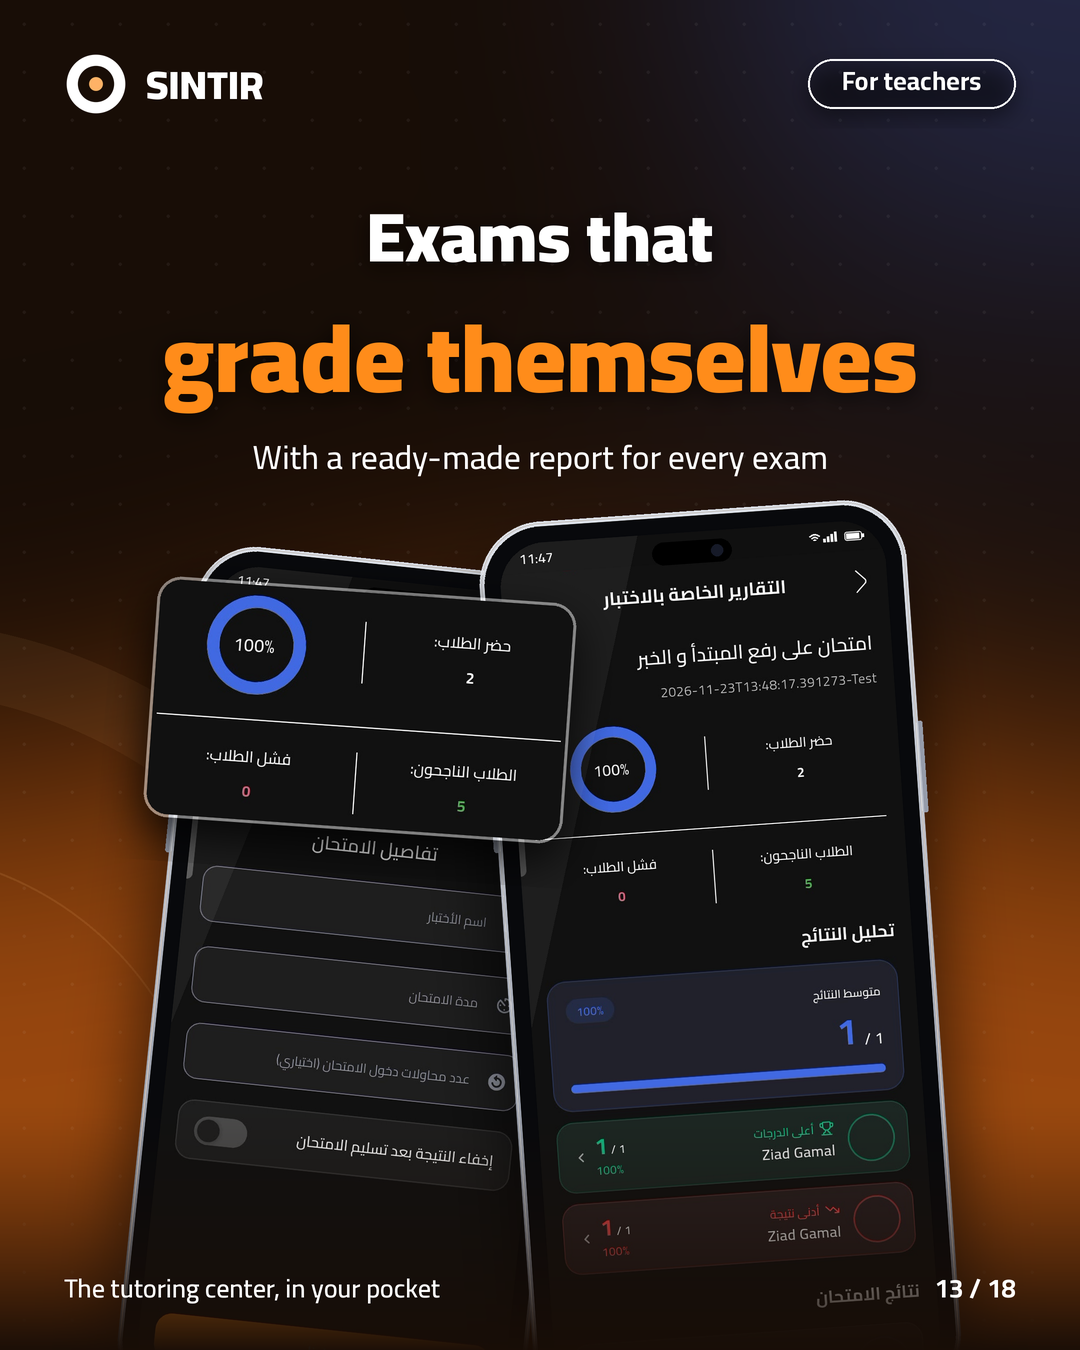 SINTIR
For teachers
Exams that
grade themselves
With a ready-made report for every exam
11:47
100%
حضر الطلاب:
2
فشل الطلاب:
0
الطلاب الناجحون:
5
تفاصيل الامتحان
اسم الأختبار
مدة الامتحان
عدد محاولات دخول الامتحان (اختياري)
إخفاء النتيجة بعد تسليم الامتحان
11:47
التقارير الخاصة بالاختبار
امتحان على رفع المبتدأ و الخبر
2026-11-23T13:48:17.391273-Test
حضر الطلاب:
2
100%
الطلاب الناجحون:
5
فشل الطلاب:
0
تحليل النتائج
متوسط النتائج
100%
1 / 1
أعلى الدرجات
Ziad Gamal
1 / 1
100%
أدنى نتيجة
Ziad Gamal
1 / 1
100%
نتائج الامتحان
The tutoring center, in your pocket
13 / 18